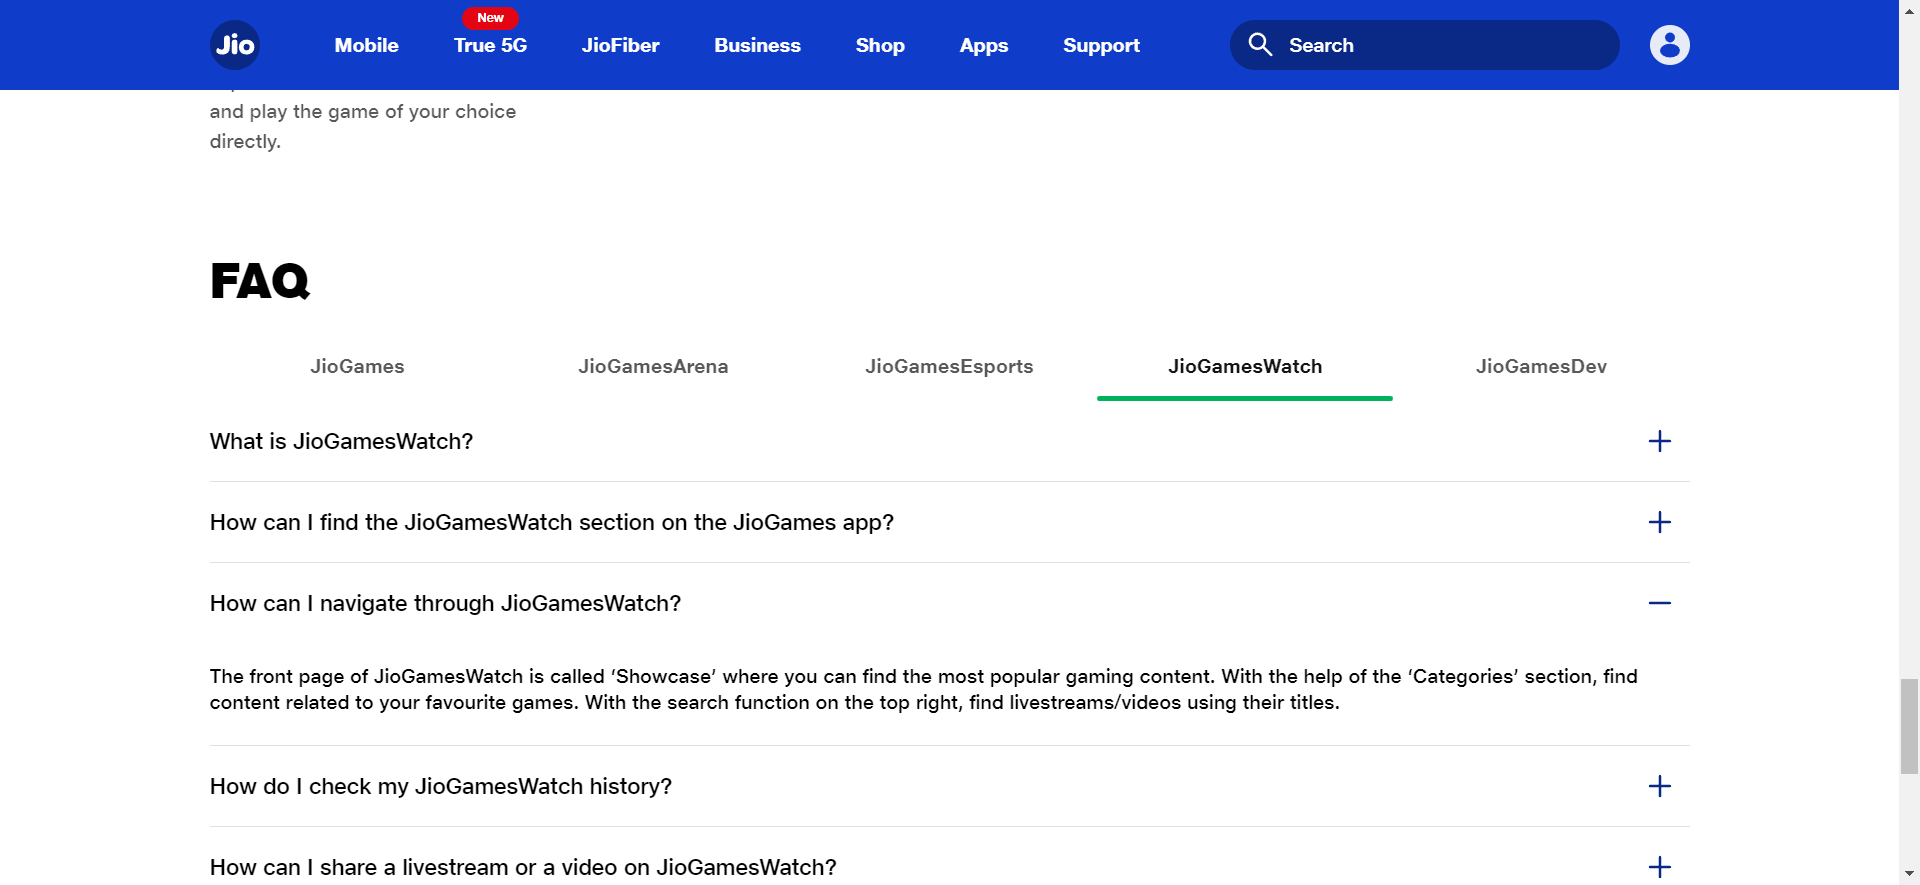 New
Jio
Mobile
True 5G
JioFiber
Business
Shop
Apps
Support
Search
and play the game of your choice
directly.
FAQ
JioGames
JioGamesArena
JioGamesEsports
JioGamesWatch
JioGamesDev
What is JioGamesWatch?
How can I find the JioGamesWatch section on the JioGames app?
How can I navigate through JioGamesWatch?
The front page of JioGamesWatch is called ‘Showcase’ where you can find the most popular gaming content. With the help of the ‘Categories’ section, find
content related to your favourite games. With the search function on the top right, find livestreams/videos using their titles.
How do I check my JioGamesWatch history?
How can I share a livestream or a video on JioGamesWatch?